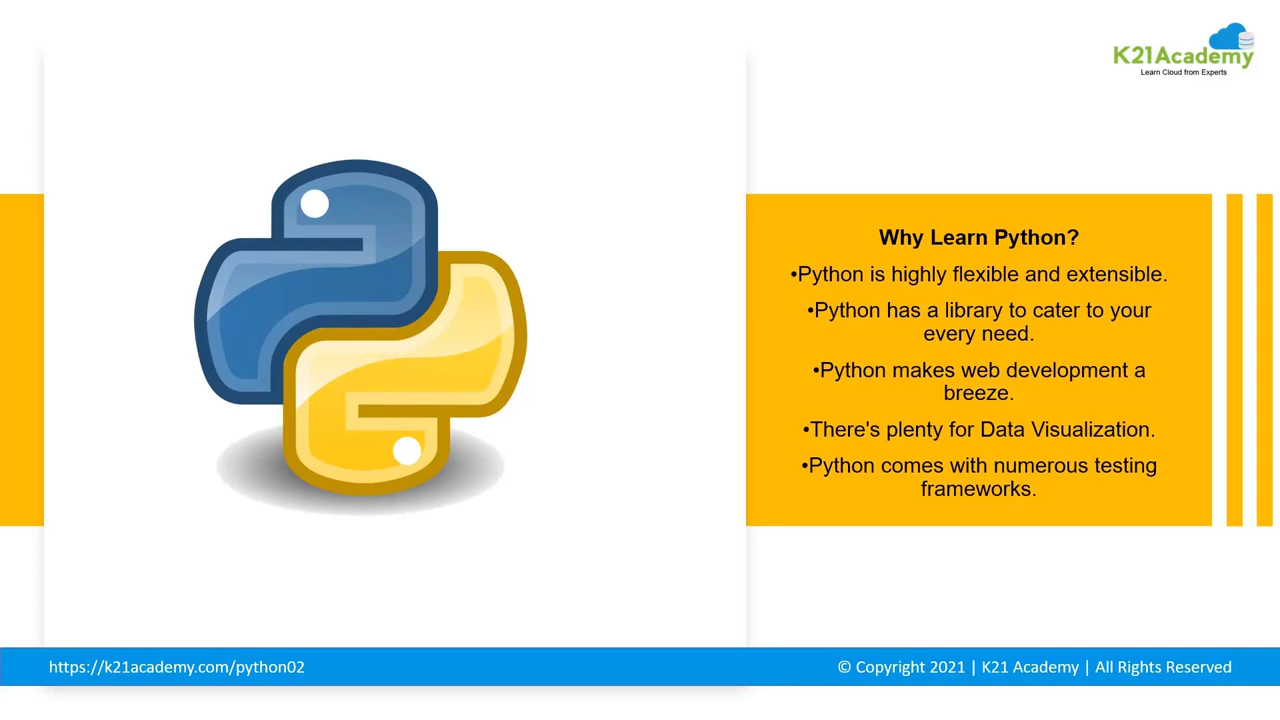 K21Academy
Learn Cloud from Experts
Why Learn Python?
•Python is highly flexible and extensible.
•Python has a library to cater to your
every need.
•Python makes web development a
breeze.
•There's plenty for Data Visualization.
•Python comes with numerous testing
frameworks.
https://k21academy.com/python02
© Copyright 2021 | K21 Academy | All Rights Reserved